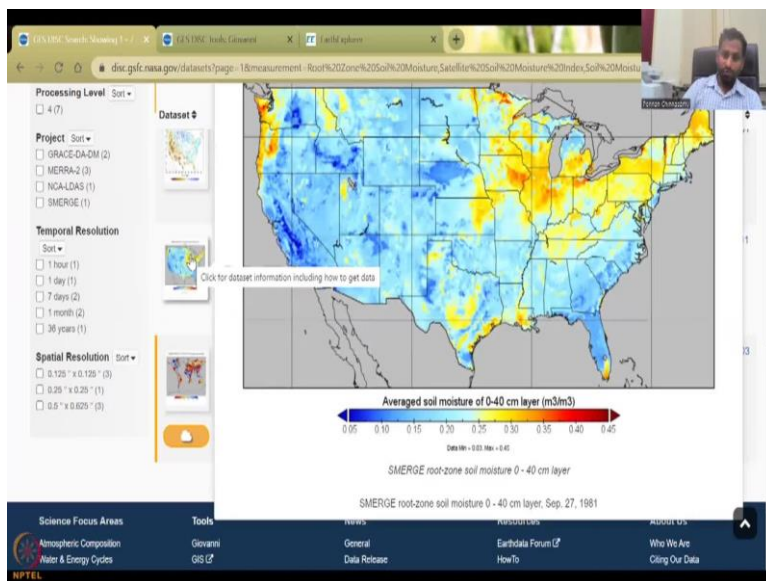 GES DISC Search: Showing 1 -
GES DISC Tools: Giovanni
EarthExplorer
disc.gsfc.nasa.gov/datasets?page=1&measurement=Root%20Zone%20Soil%20Moisture,Satellite%20Soil%20Moisture%20Index,Soil%20Moistu
Processing Level Sort
4 (7)
Project Sort
GRACE-DA-DM (2)
MERRA-2 (3)
NCA-LDAS (1)
SMERGE (1)
Temporal Resolution
Sort
1 hour (1)
1 day (1)
7 days (2)
1 month (2)
36 years (1)
Spatial Resolution Sort
0.125 ° x 0.125 ° (3)
0.25 ° x 0.25 ° (1)
0.5 ° x 0.625 ° (3)
Dataset
Click for dataset information including how to get data
Averaged soil moisture of 0-40 cm layer (m3/m3)
0.05 0.10 0.15 0.20 0.25 0.30 0.35 0.40 0.45
Data Min = 0.03, Max = 0.40
SMERGE root-zone soil moisture 0 - 40 cm layer
SMERGE root-zone soil moisture 0 - 40 cm layer, Sep. 27, 1981
Science Focus Areas
Atmospheric Composition
Water & Energy Cycles
Tools
Giovanni
GIS
News
General
Data Release
Resources
Earthdata Forum
HowTo
About Us
Who We Are
Citing Our Data
NPTEL